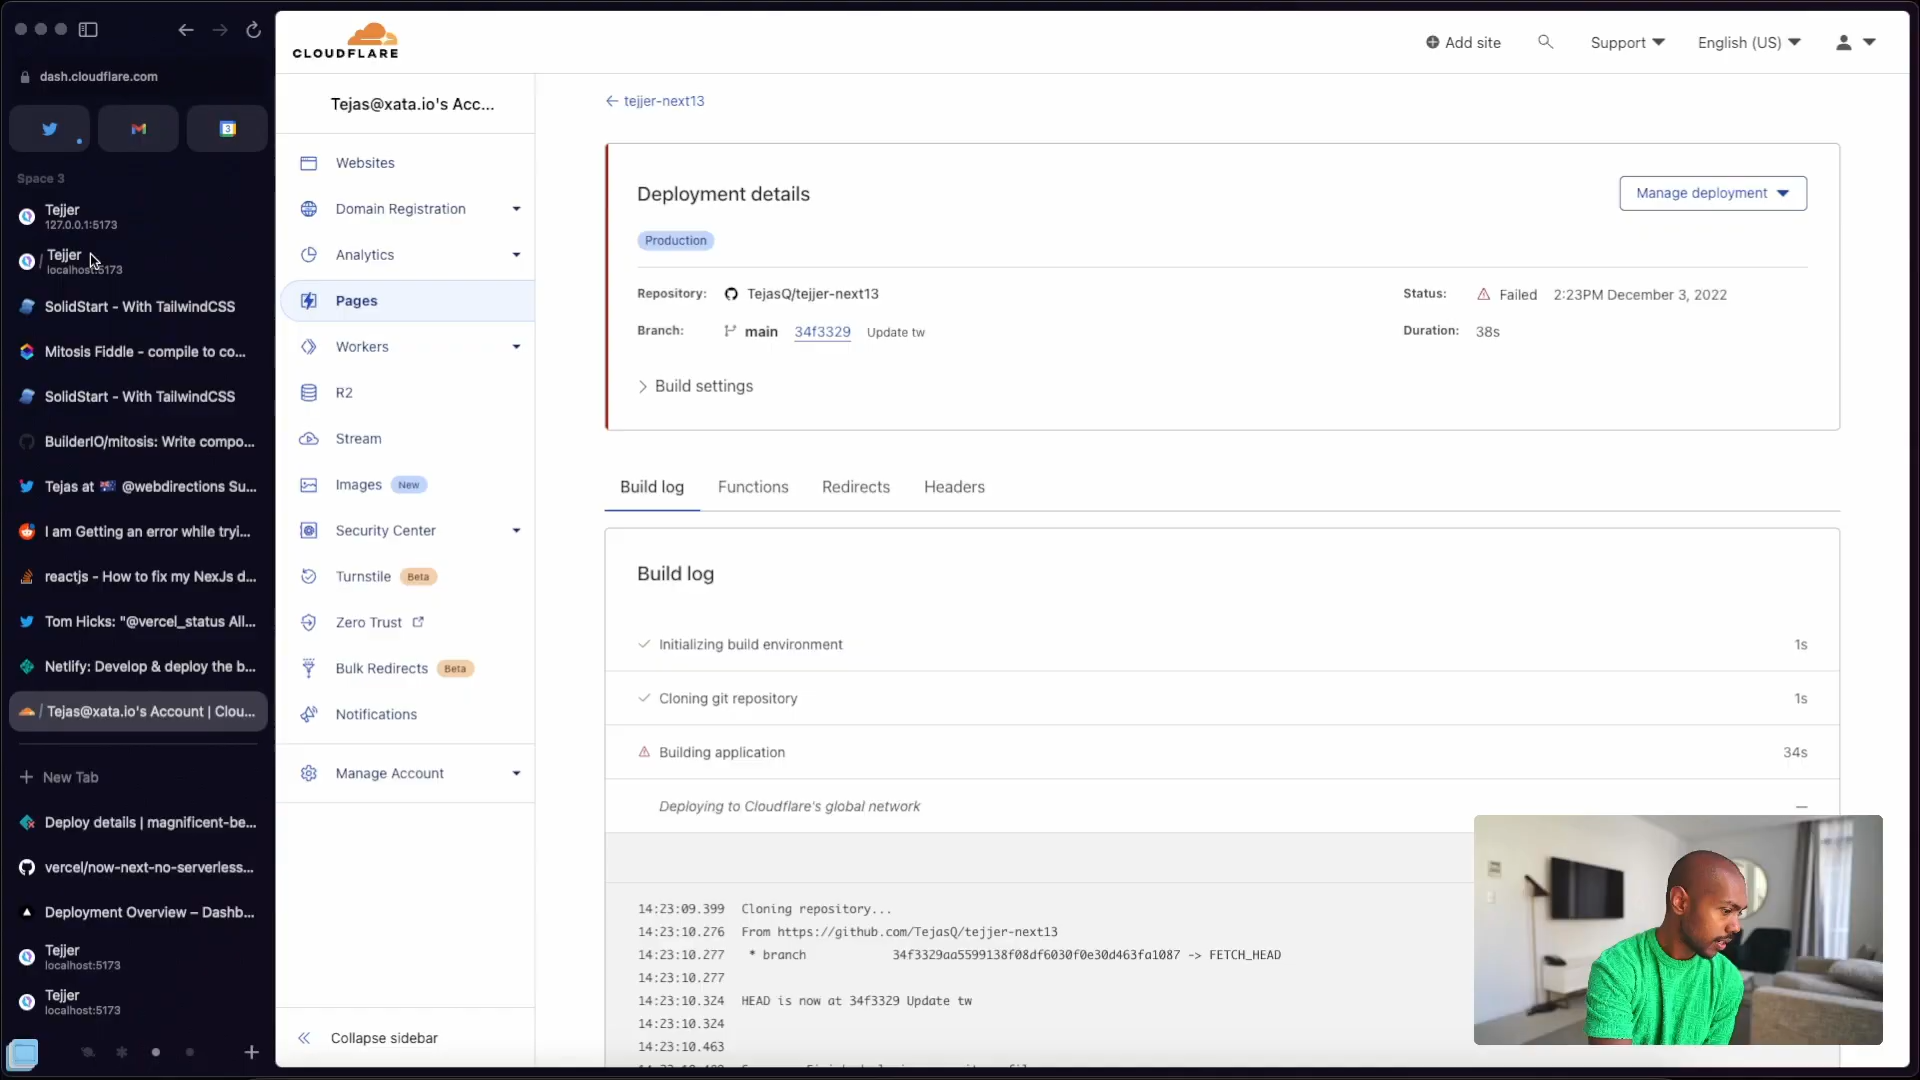 dash.cloudflare.com
Space 3
Tejjer
127.0.0.1:5173
/ Tejjer
localhost:5173
SolidStart - With TailwindCSS
Mitosis Fiddle - compile to co...
SolidStart - With TailwindCSS
BuilderIO/mitosis: Write compo...
Tejas at 🇦🇺 @webdirections Su...
I am Getting an error while tryi...
reactjs - How to fix my NexJs d...
Tom Hicks: "@vercel_status All...
Netlify: Develop & deploy the b...
/ Tejas@xata.io's Account | Clou...
New Tab
Deploy details | magnificent-be...
vercel/now-next-no-serverless...
Deployment Overview – Dashb...
Tejjer
localhost:5173
Tejjer
localhost:5173
CLOUDFLARE
Add site
Support
English (US)
Tejas@xata.io's Acc...
Websites
Domain Registration
Analytics
Pages
Workers
R2
Stream
Images New
Security Center
Turnstile Beta
Zero Trust
Bulk Redirects Beta
Notifications
Manage Account
Collapse sidebar
← tejjer-next13
Deployment details
Manage deployment
Production
Repository: TejasQ/tejjer-next13
Status: Failed 2:23PM December 3, 2022
Branch: main 34f3329 Update tw
Duration: 38s
Build settings
Build log Functions Redirects Headers
Build log
Initializing build environment 1s
Cloning git repository 1s
Building application 34s
Deploying to Cloudflare's global network —
14:23:09.399 Cloning repository...
14:23:10.276 From https://github.com/TejasQ/tejjer-next13
14:23:10.277 * branch 34f3329aa5599138f08df6030f0e30d463fa1087 -> FETCH_HEAD
14:23:10.277
14:23:10.324 HEAD is now at 34f3329 Update tw
14:23:10.324
14:23:10.463